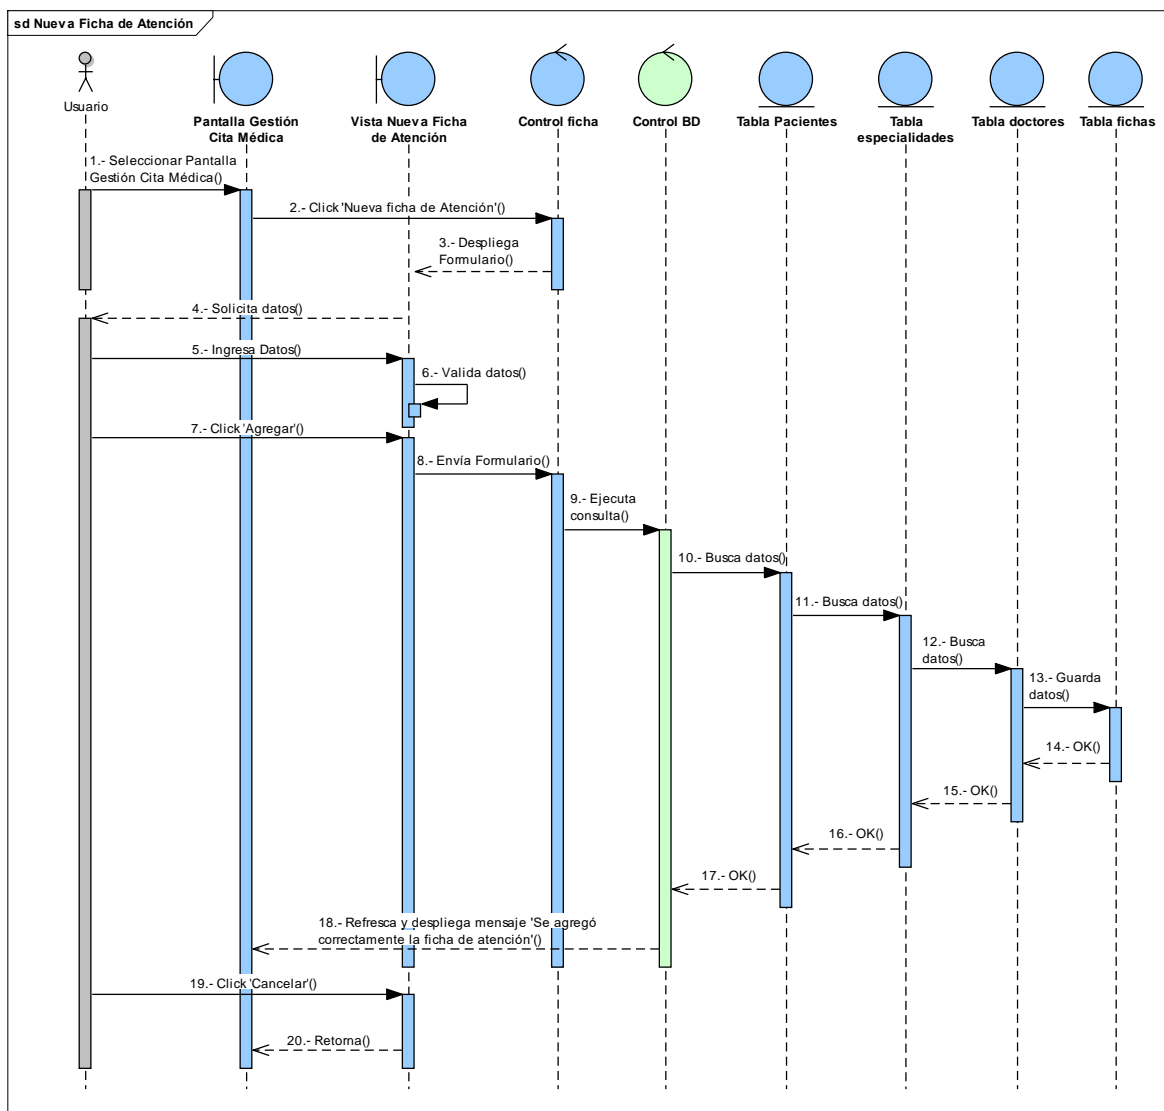 sd Nueva Ficha de Atención
Usuario
Pantalla Gestión
Cita Médica
Vista Nueva Ficha
de Atención
Control ficha
Control BD
Tabla Pacientes
Tabla
especialidades
Tabla doctores
Tabla fichas
1.- Seleccionar Pantalla
Gestión Cita Médica()
2.- Click 'Nueva ficha de Atención'()
3.- Despliega
Formulario()
4.- Solicita datos()
5.- Ingresa Datos()
6.- Valida datos()
7.- Click 'Agregar'()
8.- Envía Formulario()
9.- Ejecuta
consulta()
10.- Busca datos()
11.- Busca datos()
12.- Busca
datos()
13.- Guarda
datos()
14.- OK()
15.- OK()
16.- OK()
17.- OK()
18.- Refresca y despliega mensaje 'Se agregó
correctamente la ficha de atención'()
19.- Click 'Cancelar'()
20.- Retorna()